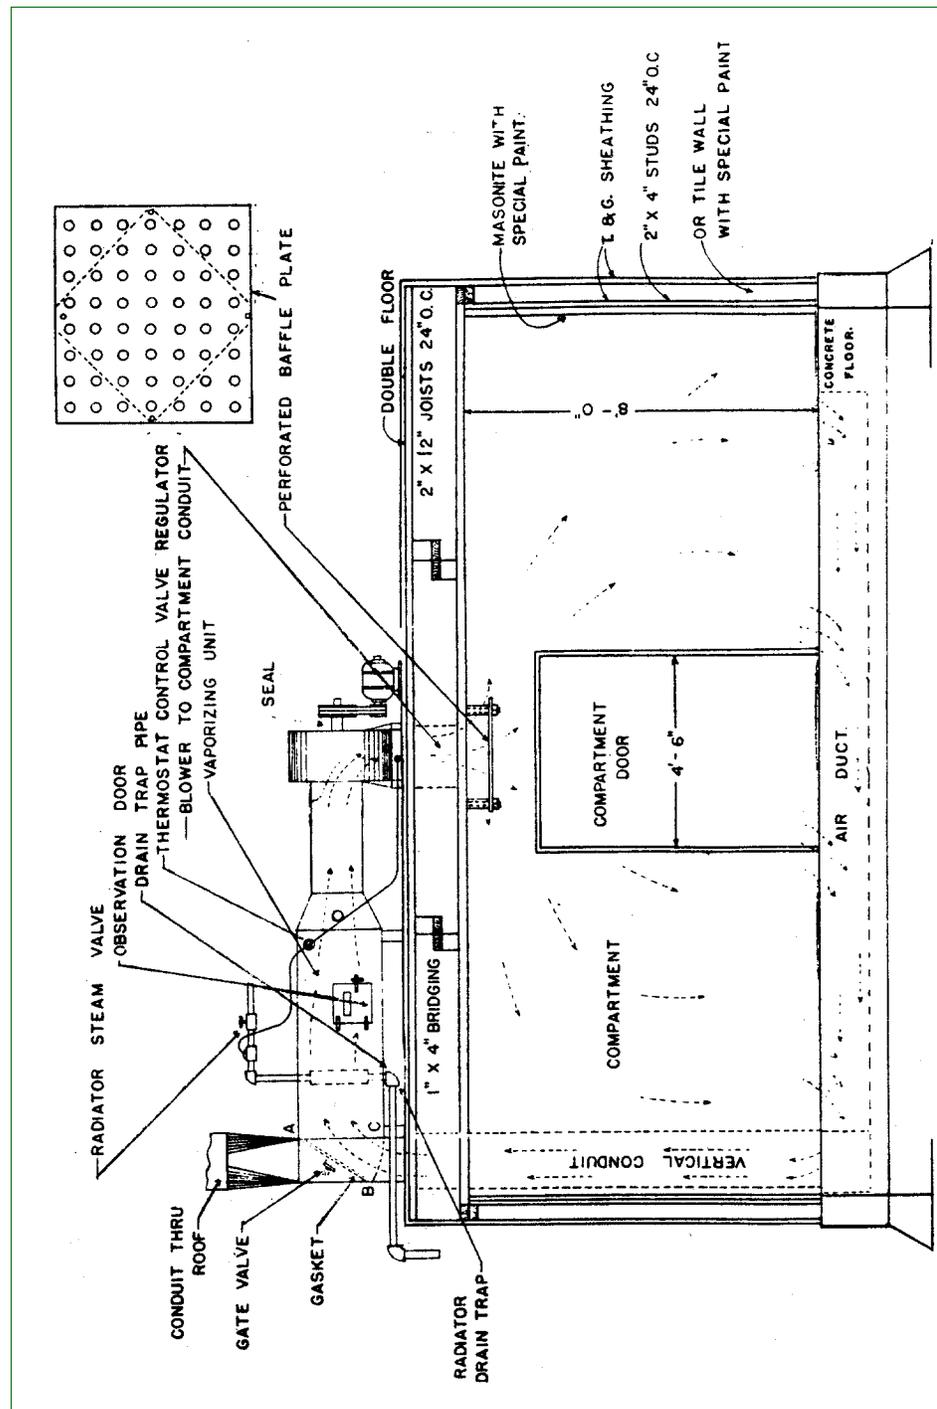 RADIATOR STEAM VALVE
OBSERVATION DOOR
DRAIN TRAP PIPE
THERMOSTAT CONTROL VALVE REGULATOR
BLOWER TO COMPARTMENT CONDUIT
VAPORIZING UNIT
SEAL
PERFORATED BAFFLE PLATE
CONDUIT THRU
ROOF
GATE VALVE
GASKET
RADIATOR
DRAIN TRAP
A
B
C
DOUBLE FLOOR
1" X 4" BRIDGING
2" X 12" JOISTS 24" O.C.
MASONITE WITH
SPECIAL PAINT.
T. & G. SHEATHING
2" X 4" STUDS 24" O.C
OR TILE WALL
WITH SPECIAL PAINT
8'-0"
COMPARTMENT
COMPARTMENT
DOOR
4'-6"
VERTICAL CONDUIT
AIR DUCT.
CONCRETE
FLOOR.